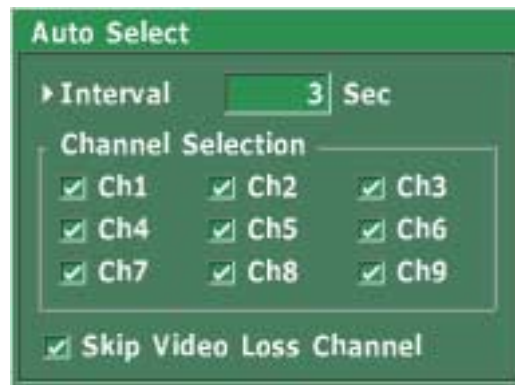 Auto Select
Interval 3 Sec
Channel Selection
Ch1 Ch2 Ch3
Ch4 Ch5 Ch6
Ch7 Ch8 Ch9
Skip Video Loss Channel